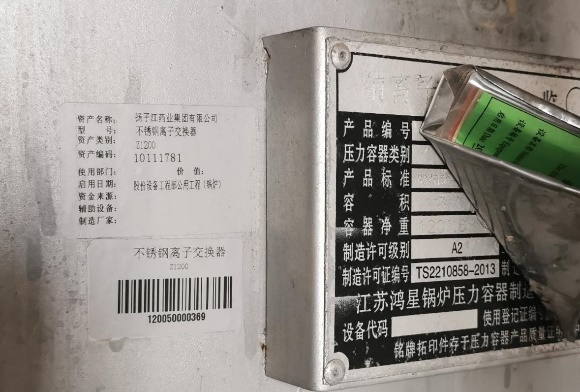 资产名称: 扬子江药业集团有限公司
型 号: 不锈钢离子交换器
资产类别: Z1200
资产编码: 10111781
使用部门: 价 值:
启用日期: 股份设备工程部公用工程(锅炉)
资金来源:
辅助设备:
制造厂家:
不锈钢离子交换器
Z1200
120050000369
产品编号
压力容器类别
产品标准
容 积
容器净重
制造许可级别 A2
制造许可证编号 TS2210858-2013 制
江苏鸿星锅炉压力容器制造
设备代码 使用登记证编号
铭牌拓印件存于压力容器产品质量证